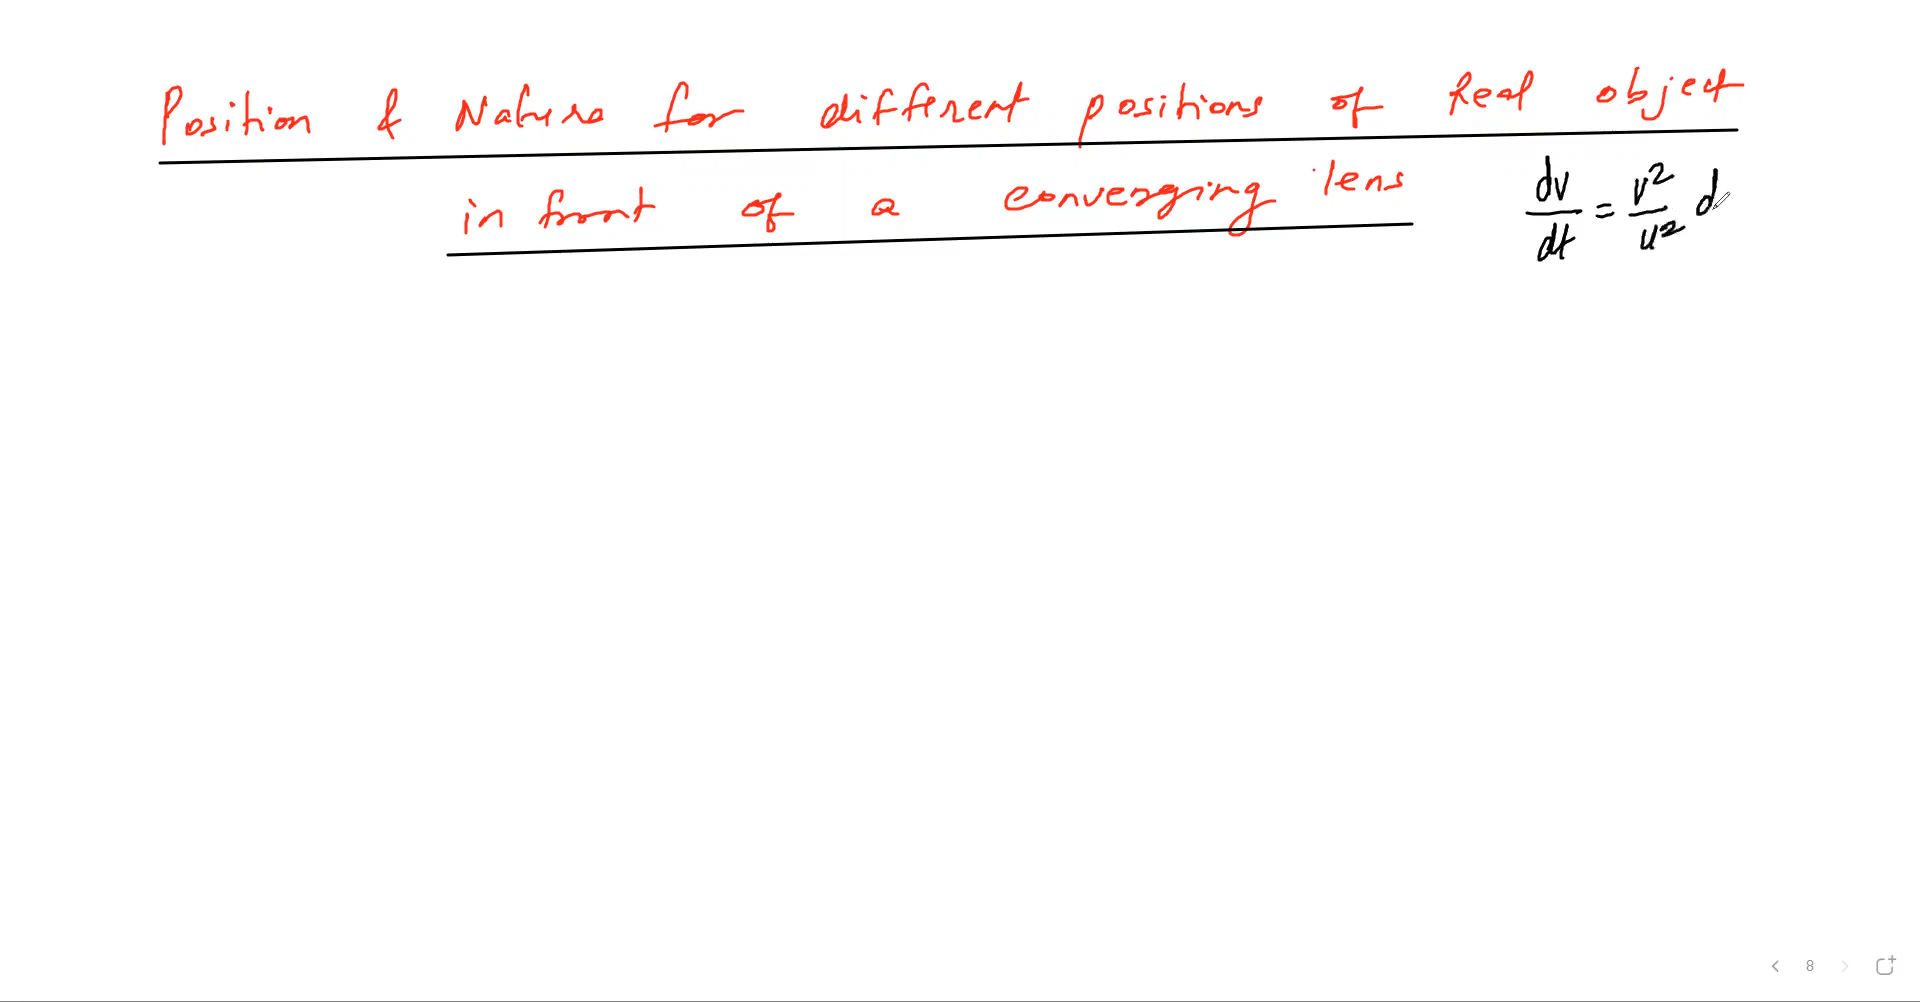 Position & Nature for different positions of Real object
in front of a converging lens
dv/dt = v²/u² d
8